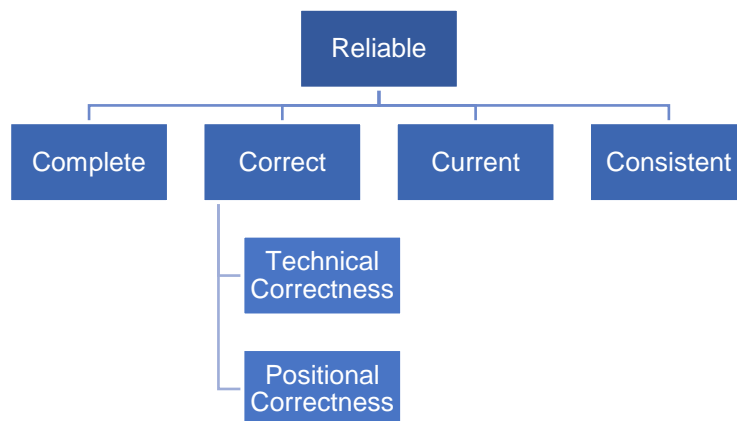 Reliable
Complete
Correct
Current
Consistent
Technical
Correctness
Positional
Correctness